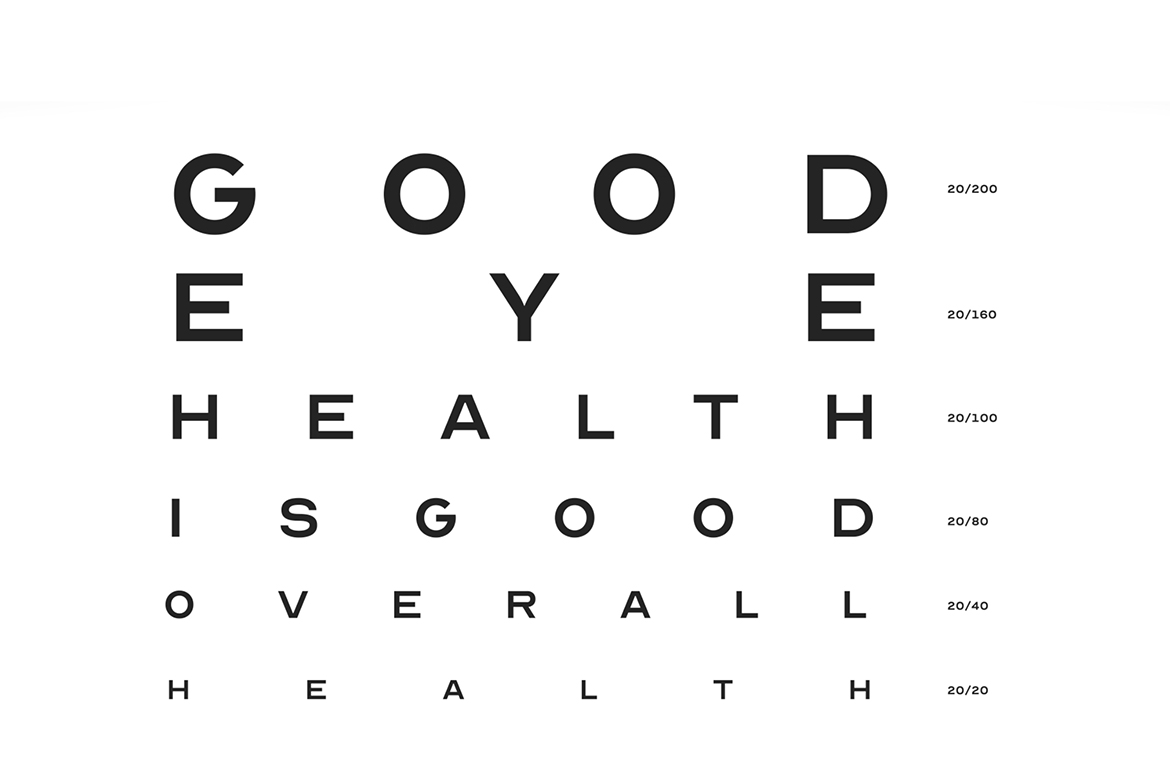 G O O D 20/200
E Y E 20/160
H E A L T H 20/100
I S G O O D 20/80
O V E R A L L 20/40
H E A L T H 20/20